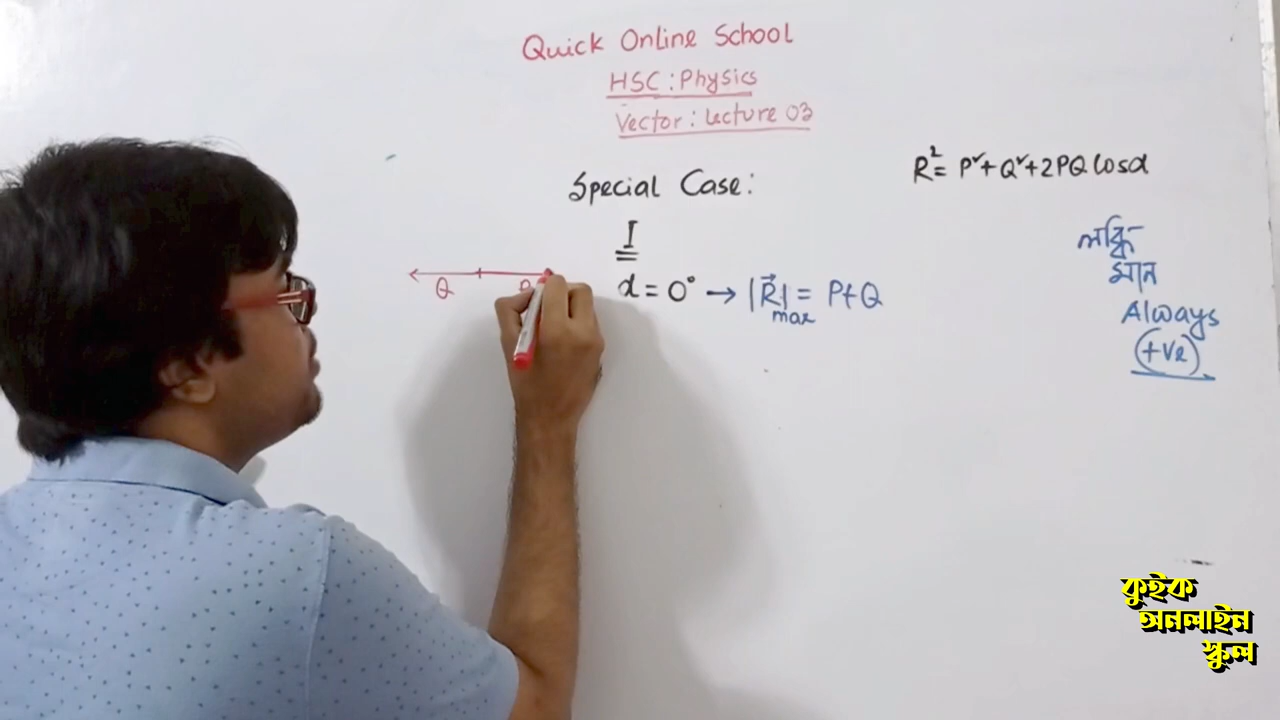 Quick Online School
HSC : Physics
Vector : Lecture 03
Special Case :
R² = P² + Q² + 2PQ Cosα
I
α = 0° → |R⃗|max = P+Q
Q
লব্ধি
মান
Always
(+ve)
কুইক
অনলাইন
স্কুল